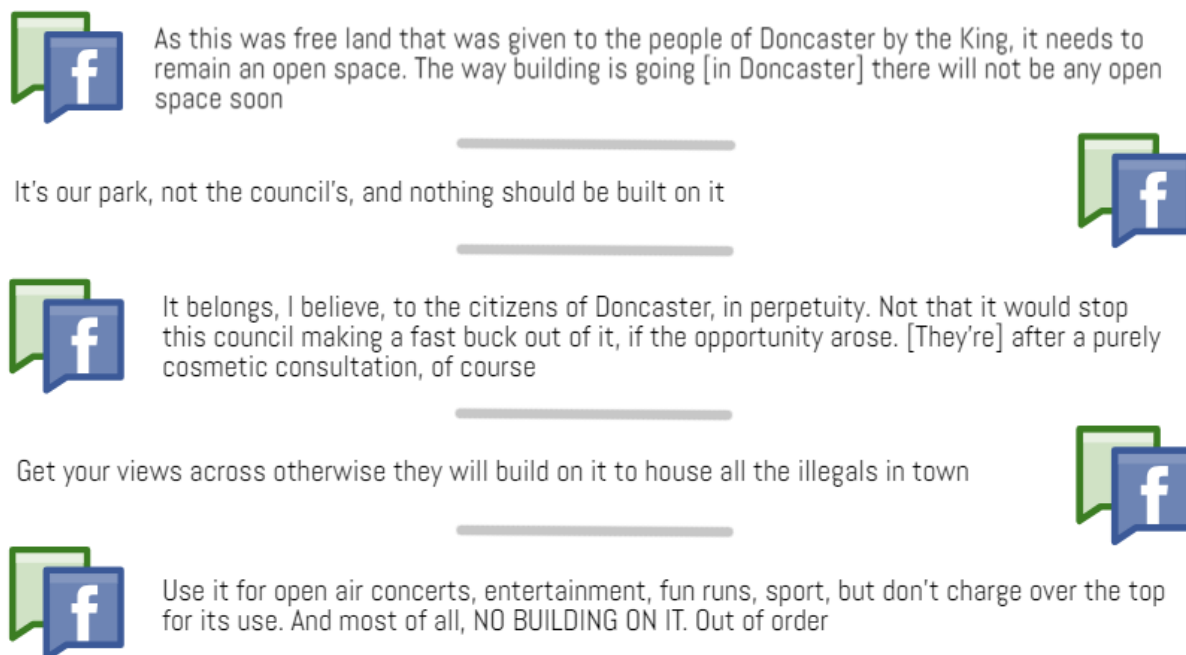 As this was free land that was given to the people of Doncaster by the King, it needs to
remain an open space. The way building is going [in Doncaster] there will not be any open
space soon
It's our park, not the council's, and nothing should be built on it
It belongs, I believe, to the citizens of Doncaster, in perpetuity. Not that it would stop
this council making a fast buck out of it, if the opportunity arose. [They're] after a purely
cosmetic consultation, of course
Get your views across otherwise they will build on it to house all the illegals in town
Use it for open air concerts, entertainment, fun runs, sport, but don't charge over the top
for its use. And most of all, NO BUILDING ON IT. Out of order